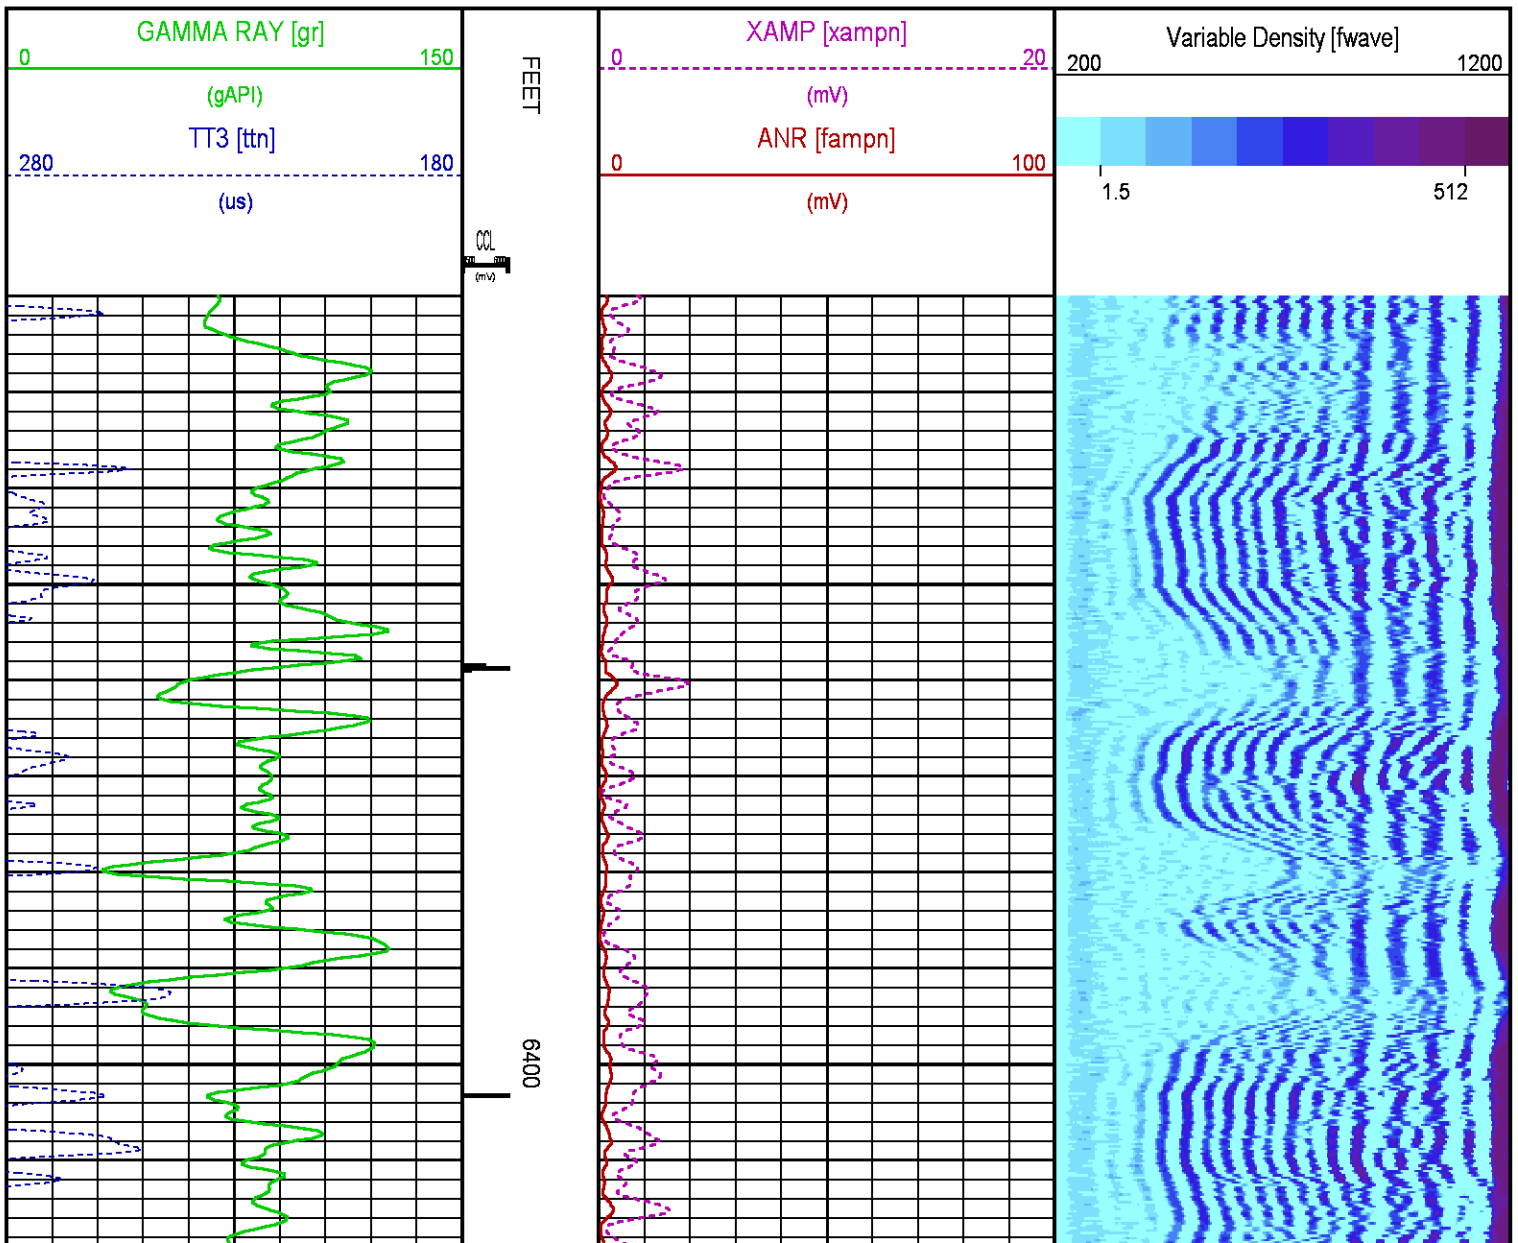 GAMMA RAY [gr]
0 150
(gAPI)
TT3 [ttn]
280 180
(us)
FEET
CCL
(mV)
XAMP [xampn]
0 20
(mV)
ANR [fampn]
0 100
(mV)
Variable Density [fwave]
200 1200
1.5 512
6400